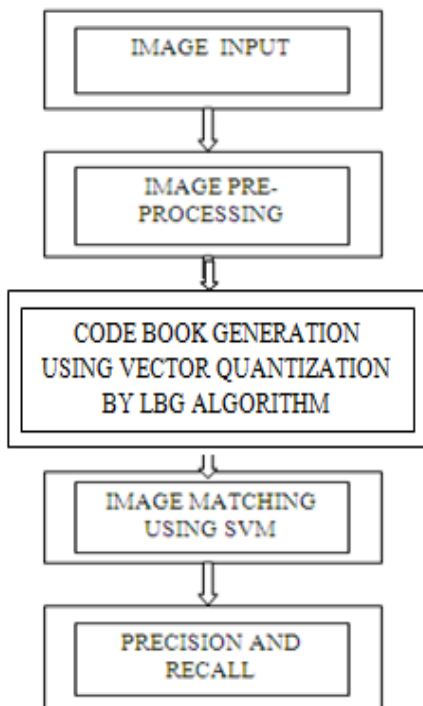 IMAGE INPUT
IMAGE PRE-
PROCESSING
CODE BOOK GENERATION
USING VECTOR QUANTIZATION
BY LBG ALGORITHM
IMAGE MATCHING
USING SVM
PRECISION AND
RECALL